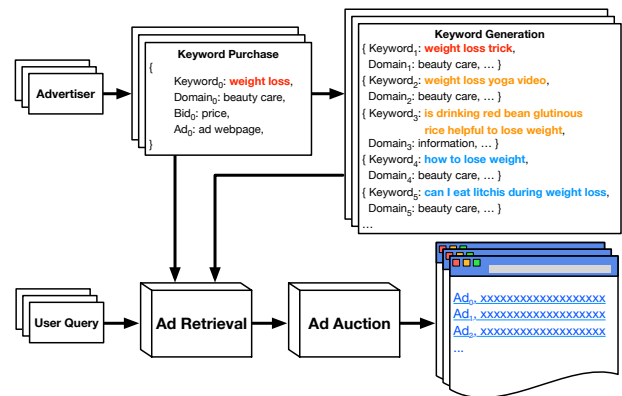 Advertiser
Keyword Purchase
{
Keyword0: weight loss,
Domain0: beauty care,
Bid0: price,
Ad0: ad webpage,
}
Keyword Generation
{ Keyword1: weight loss trick,
Domain1: beauty care, ... }
{ Keyword2: weight loss yoga video,
Domain2: beauty care, ... }
{ Keyword3: is drinking red bean glutinous
rice helpful to lose weight,
Domain3: information, ... }
{ Keyword4: how to lose weight,
Domain4: beauty care, ... }
{ Keyword5: can I eat litchis during weight loss,
Domain5: beauty care, ... }
...
User Query
Ad Retrieval
Ad Auction
Ad0, xxxxxxxxxxxxxxxxxxx
Ad1, xxxxxxxxxxxxxxxxxxx
Ad2, xxxxxxxxxxxxxxxxxxx
...